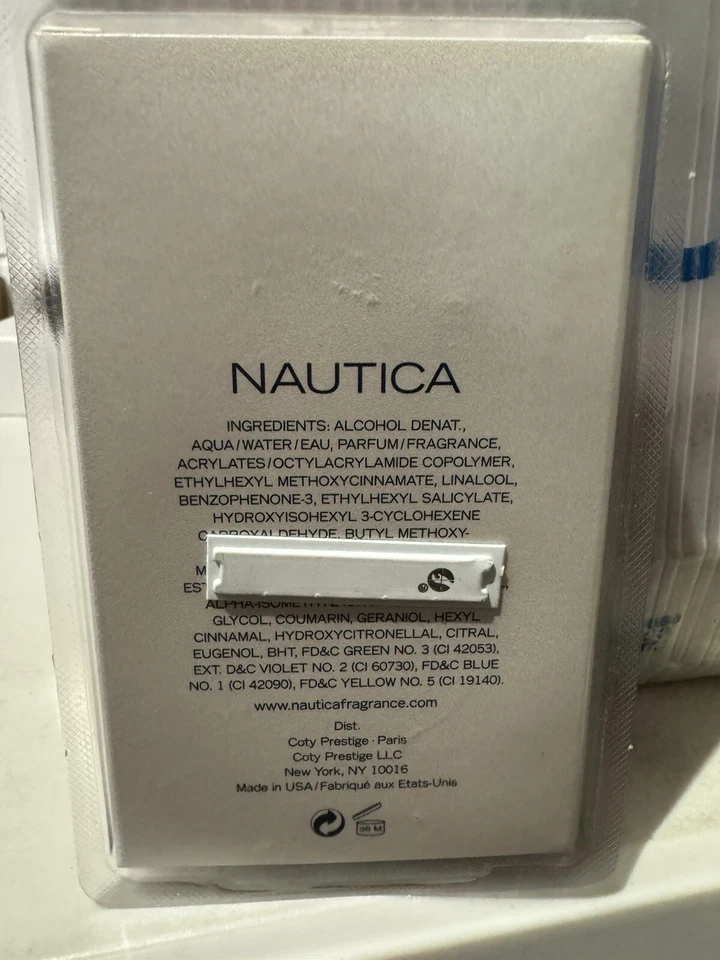 NAUTICA
INGREDIENTS: ALCOHOL DENAT.,
AQUA/WATER/EAU, PARFUM/FRAGRANCE,
ACRYLATES/OCTYLACRYLAMIDE COPOLYMER,
ETHYLHEXYL METHOXYCINNAMATE, LINALOOL,
BENZOPHENONE-3, ETHYLHEXYL SALICYLATE,
HYDROXYISOHEXYL 3-CYCLOHEXENE
CARBOXALDEHYDE, BUTYL METHOXY-
GLYCOL, COUMARIN, GERANIOL, HEXYL
CINNAMAL, HYDROXYCITRONELLAL, CITRAL,
EUGENOL, BHT, FD&C GREEN NO. 3 (CI 42053),
EXT. D&C VIOLET NO. 2 (CI 60730), FD&C BLUE
NO. 1 (CI 42090), FD&C YELLOW NO. 5 (CI 19140).
www.nauticafragrance.com
Dist.
Coty Prestige · Paris
Coty Prestige LLC
New York, NY 10016
Made in USA/Fabriqué aux Etats-Unis
36 M